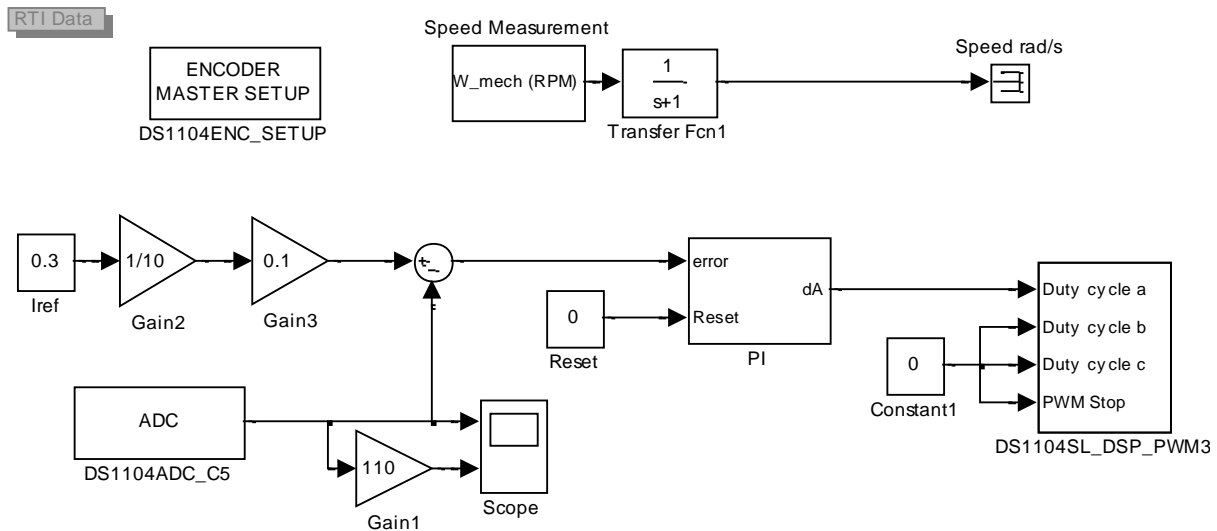 RTI Data
Speed Measurement
Speed rad/s
ENCODER
MASTER SETUP
W_mech (RPM)
1
s+1
DS1104ENC_SETUP
Transfer Fcn1
0.3
1/10
0.1
error
dA
Duty cycle a
Iref
Gain2
Gain3
0
Reset
Duty cycle b
Reset
PI
0
Duty cycle c
Constant1
PWM Stop
ADC
DS1104SL_DSP_PWM3
DS1104ADC_C5
110
Gain1
Scope